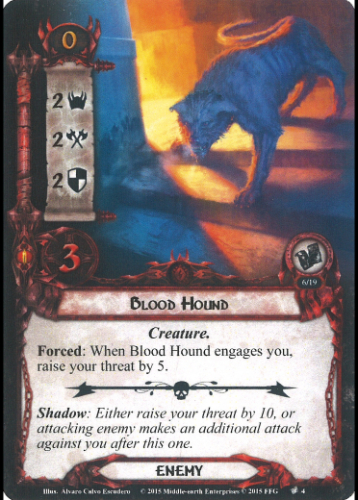 0
2
2
2
3
6/19
BLOOD HOUND
Creature.
Forced: When Blood Hound engages you,
raise your threat by 5.
Shadow: Either raise your threat by 10, or
attacking enemy makes an additional attack
against you after this one.
ENEMY
Illus. Alvaro Calvo Escudero © 2015 Middle-earth Enterprises © 2015 FFG 4